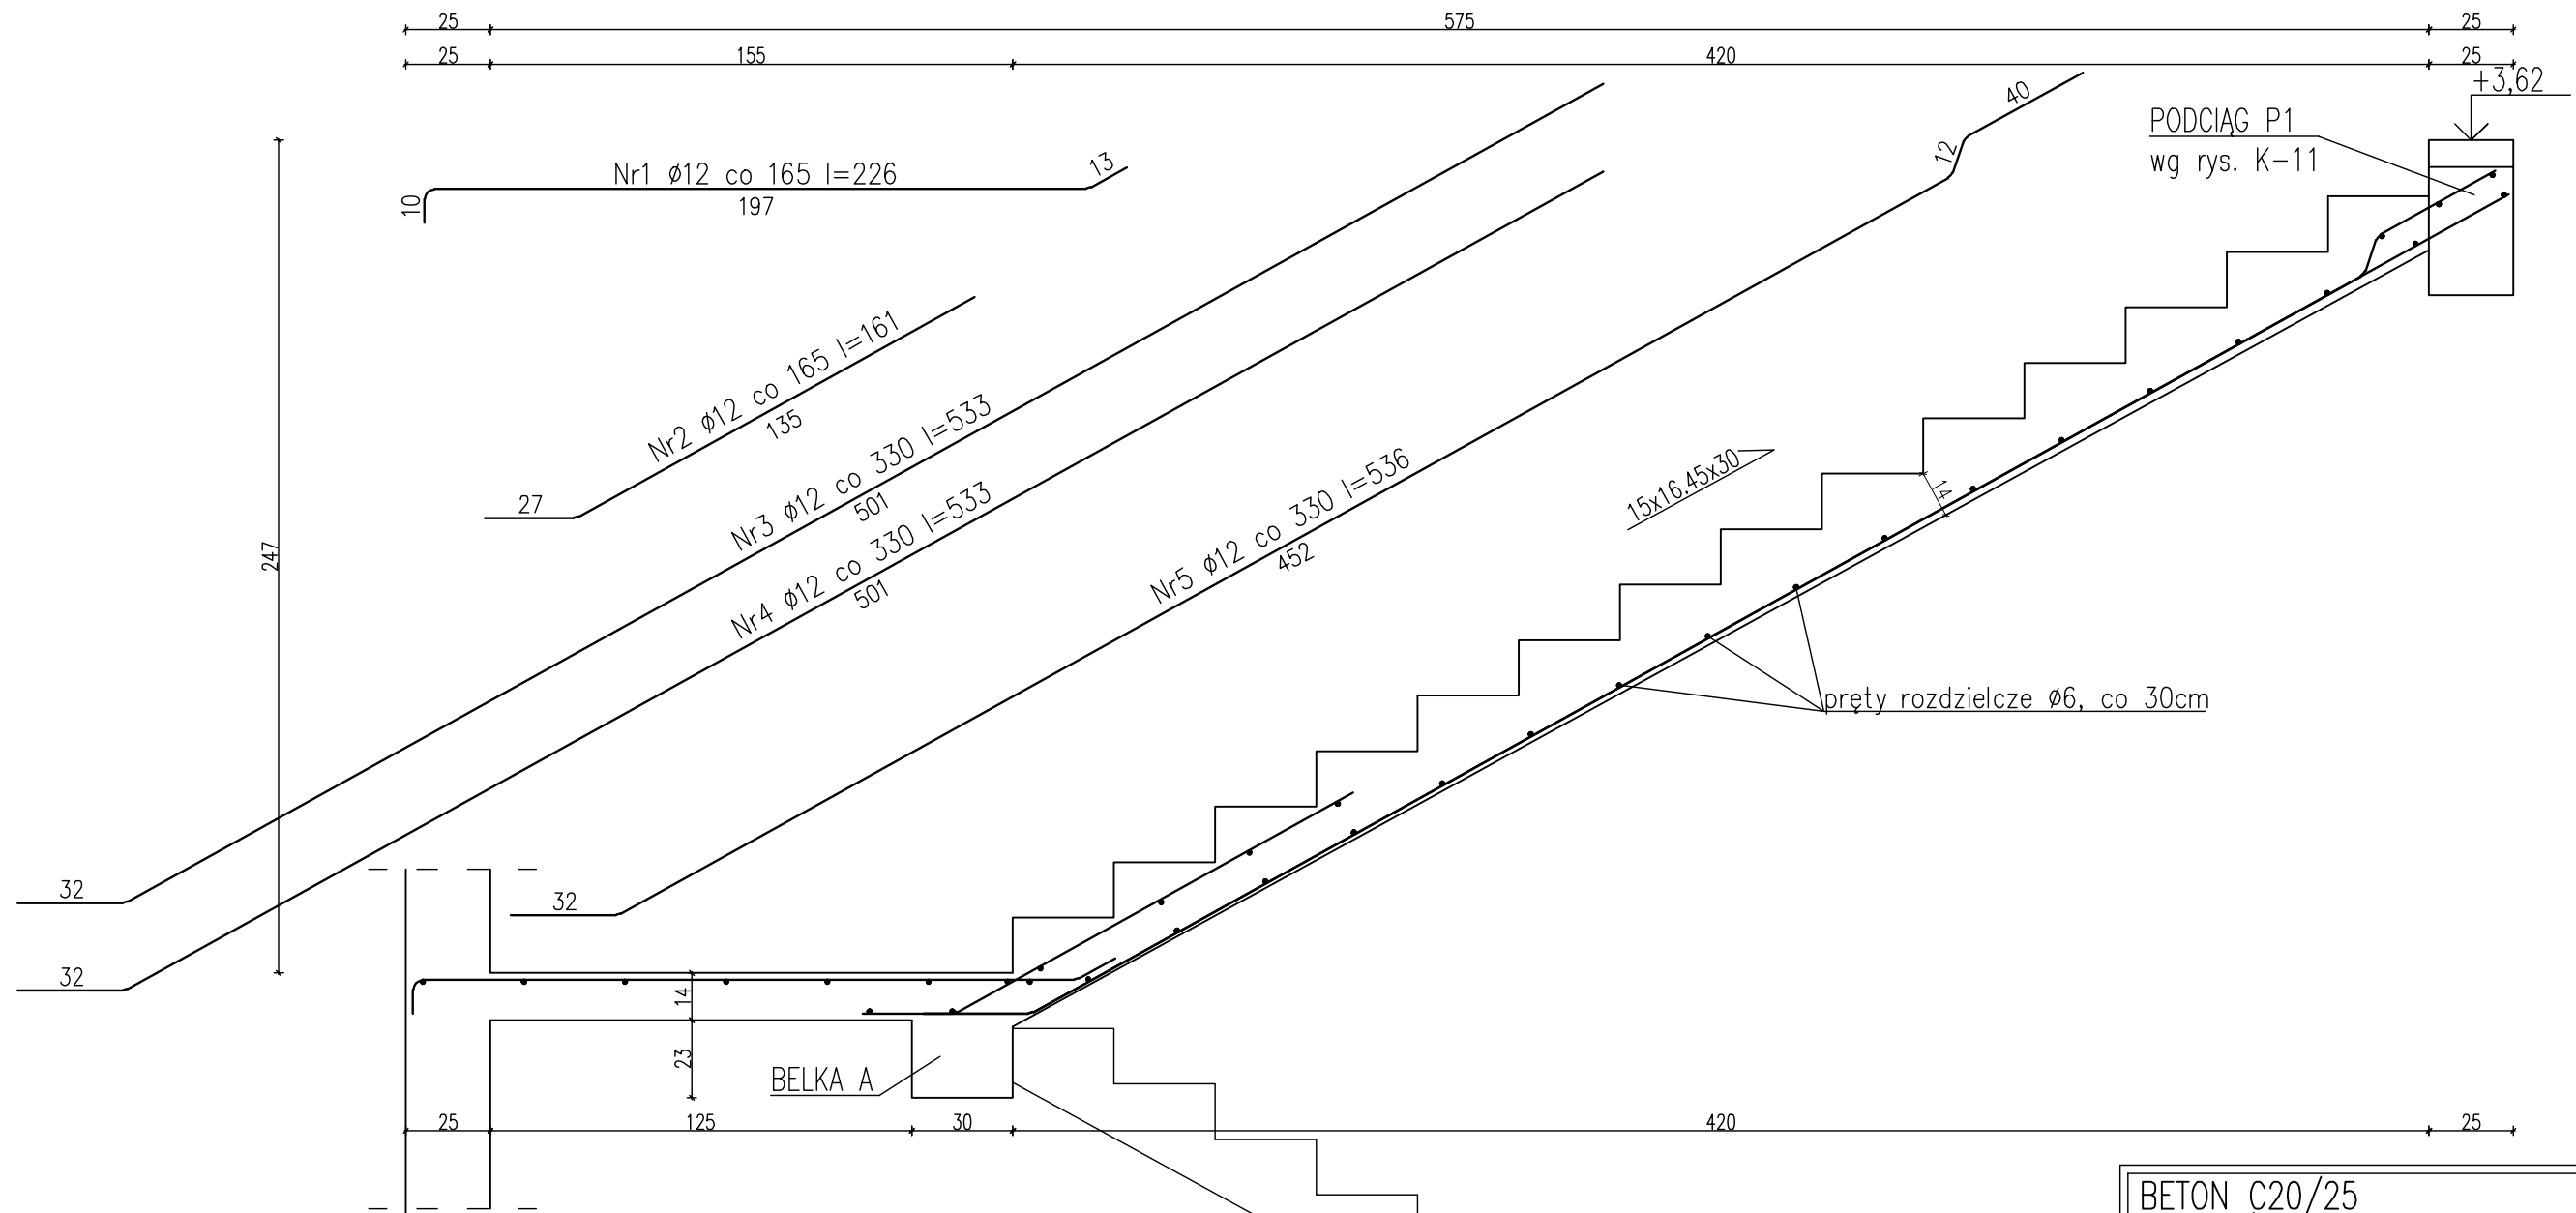 25
575
25
25
155
420
25
+3,62
40
PODCIĄG P1
wg rys. K-11
12
Nr1 ø12 co 165 l=226
13
10
197
Nr2 ø12 co 165 l=161
135
27
Nr3 ø12 co 330 l=533
501
Nr4 ø12 co 330 l=533
501
Nr5 ø12 co 330 l=536
452
15x16.45x30
14
247
pręty rozdzielcze ø6, co 30cm
32
32
32
14
23
BELKA A
25
125
30
420
25
BETON C20/25